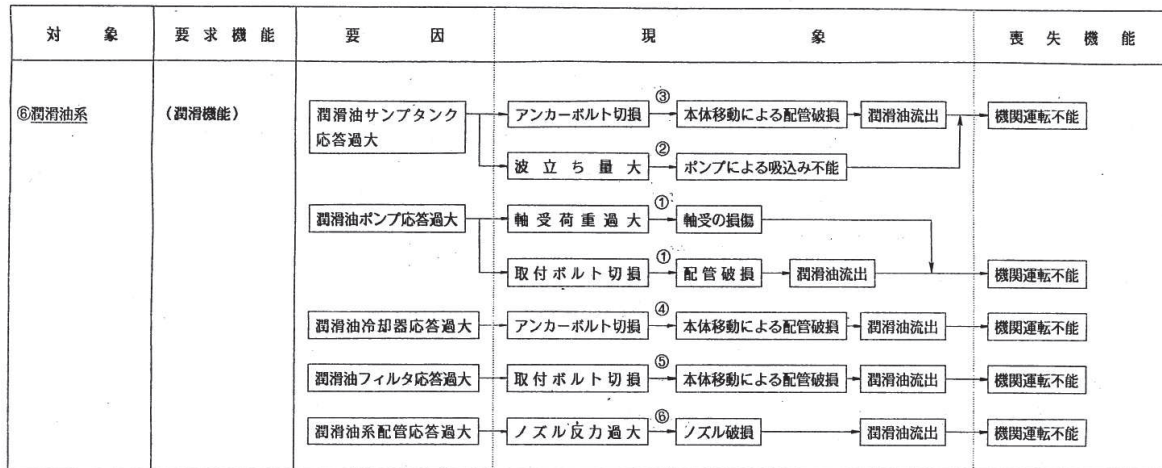 対象 要求機能 要因 現象 喪失機能
⑥潤滑油系 (潤滑機能)
潤滑油サンプタンク
応答過大
アンカーボルト切損 ③ 本体移動による配管破損 潤滑油流出 機関運転不能
波立ち量大 ② ポンプによる吸込み不能
潤滑油ポンプ応答過大 軸受荷重過大 ① 軸受の損傷
取付ボルト切損 ① 配管破損 潤滑油流出 機関運転不能
潤滑油冷却器応答過大 アンカーボルト切損 ④ 本体移動による配管破損 潤滑油流出 機関運転不能
潤滑油フィルタ応答過大 取付ボルト切損 ⑤ 本体移動による配管破損 潤滑油流出 機関運転不能
潤滑油系配管応答過大 ノズル反力過大 ⑥ ノズル破損 潤滑油流出 機関運転不能